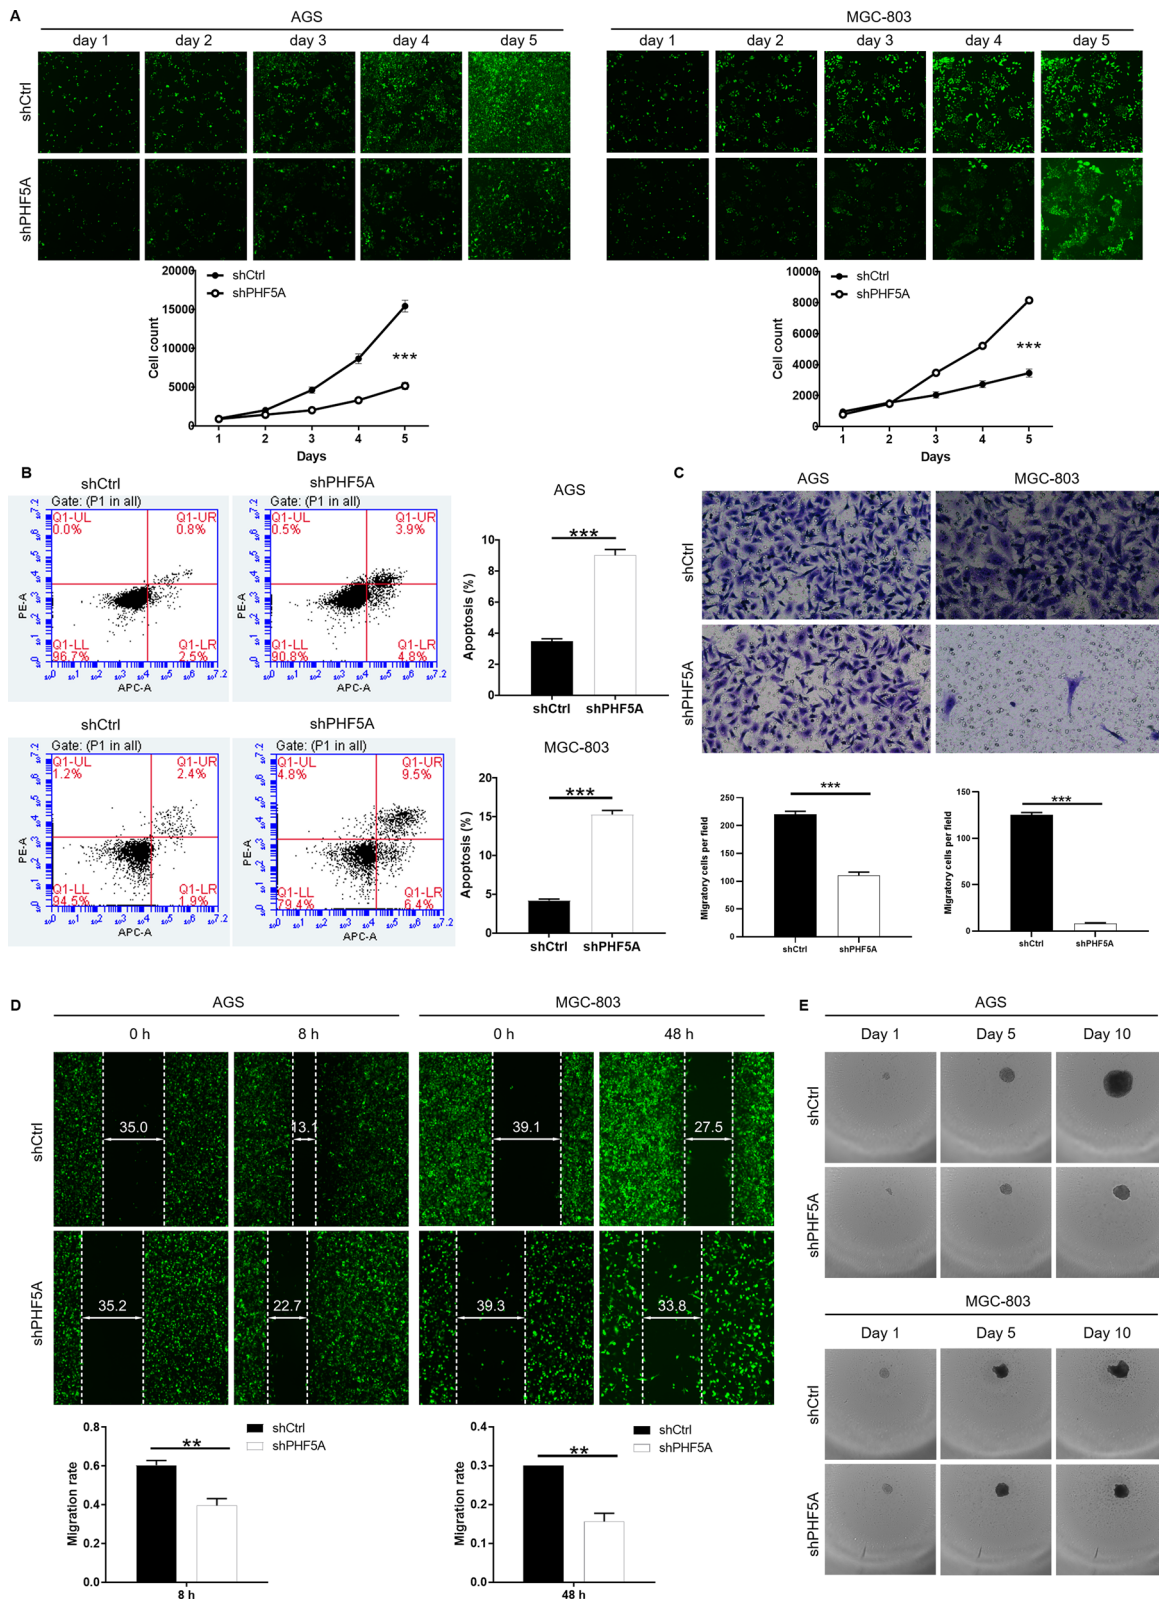 A
AGS
day 1 day 2 day 3 day 4 day 5
shCtrl
shPHF5A
20000
15000
10000
5000
0
Cell count
shCtrl
shPHF5A
***
1 2 3 4 5
Days
MGC-803
day 1 day 2 day 3 day 4 day 5
10000
8000
6000
4000
2000
0
Cell count
shCtrl
shPHF5A
***
1 2 3 4 5
Days
B
shCtrl
Gate: (P1 in all)
Q1-UL
0.0%
Q1-UR
0.8%
Q1-LL
96.7%
Q1-LR
2.5%
PE-A
APC-A
shPHF5A
Gate: (P1 in all)
Q1-UL
0.5%
Q1-UR
3.9%
Q1-LL
90.8%
Q1-LR
4.8%
PE-A
APC-A
AGS
10
8
6
4
2
0
Apoptosis (%)
***
shCtrl shPHF5A
shCtrl
Gate: (P1 in all)
Q1-UL
1.2%
Q1-UR
2.4%
Q1-LL
94.5%
Q1-LR
1.9%
PE-A
APC-A
shPHF5A
Gate: (P1 in all)
Q1-UL
4.8%
Q1-UR
9.5%
Q1-LL
79.4%
Q1-LR
6.4%
PE-A
APC-A
MGC-803
20
15
10
5
0
Apoptosis (%)
***
shCtrl shPHF5A
C
AGS MGC-803
shCtrl
shPHF5A
250
200
150
100
50
0
Migratory cells per field
***
shCtrl shPHF5A
150
100
50
0
Migratory cells per field
***
shCtrl shPHF5A
D
AGS MGC-803
0 h 8 h 0 h 48 h
shCtrl
35.0 13.1 39.1 27.5
shPHF5A
35.2 22.7 39.3 33.8
0.8
0.6
0.4
0.2
0.0
Migration rate
**
shCtrl
shPHF5A
8 h
0.4
0.3
0.2
0.1
0.0
Migration rate
**
shCtrl
shPHF5A
48 h
E
AGS
Day 1 Day 5 Day 10
shCtrl
shPHF5A
MGC-803
Day 1 Day 5 Day 10
shCtrl
shPHF5A